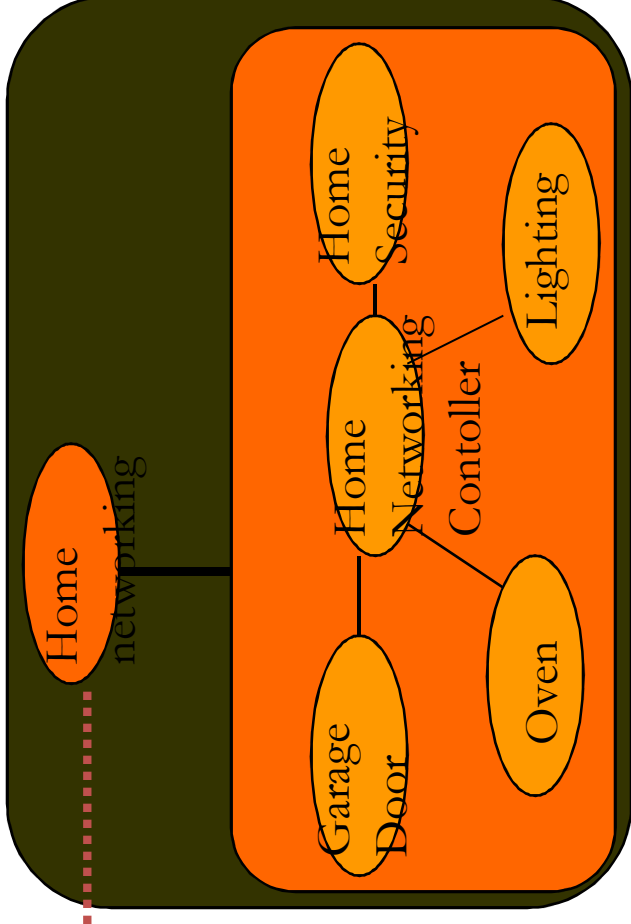 Home
networking
Garage
Door
Home
Networking
Contoller
Home
Security
Oven
Lighting